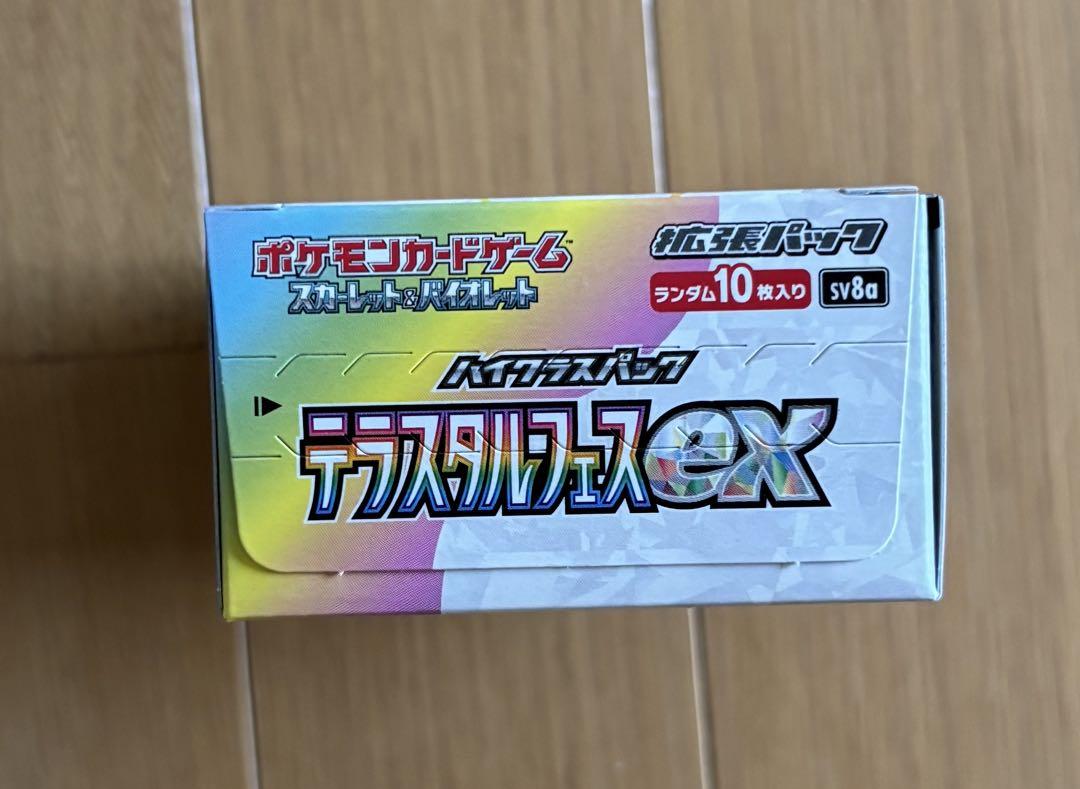 ポケモンカードゲーム™
スカーレット&バイオレット
拡張パック
ランダム10枚入り
SV8a
ハイクラスパック
テラスタルフェスex